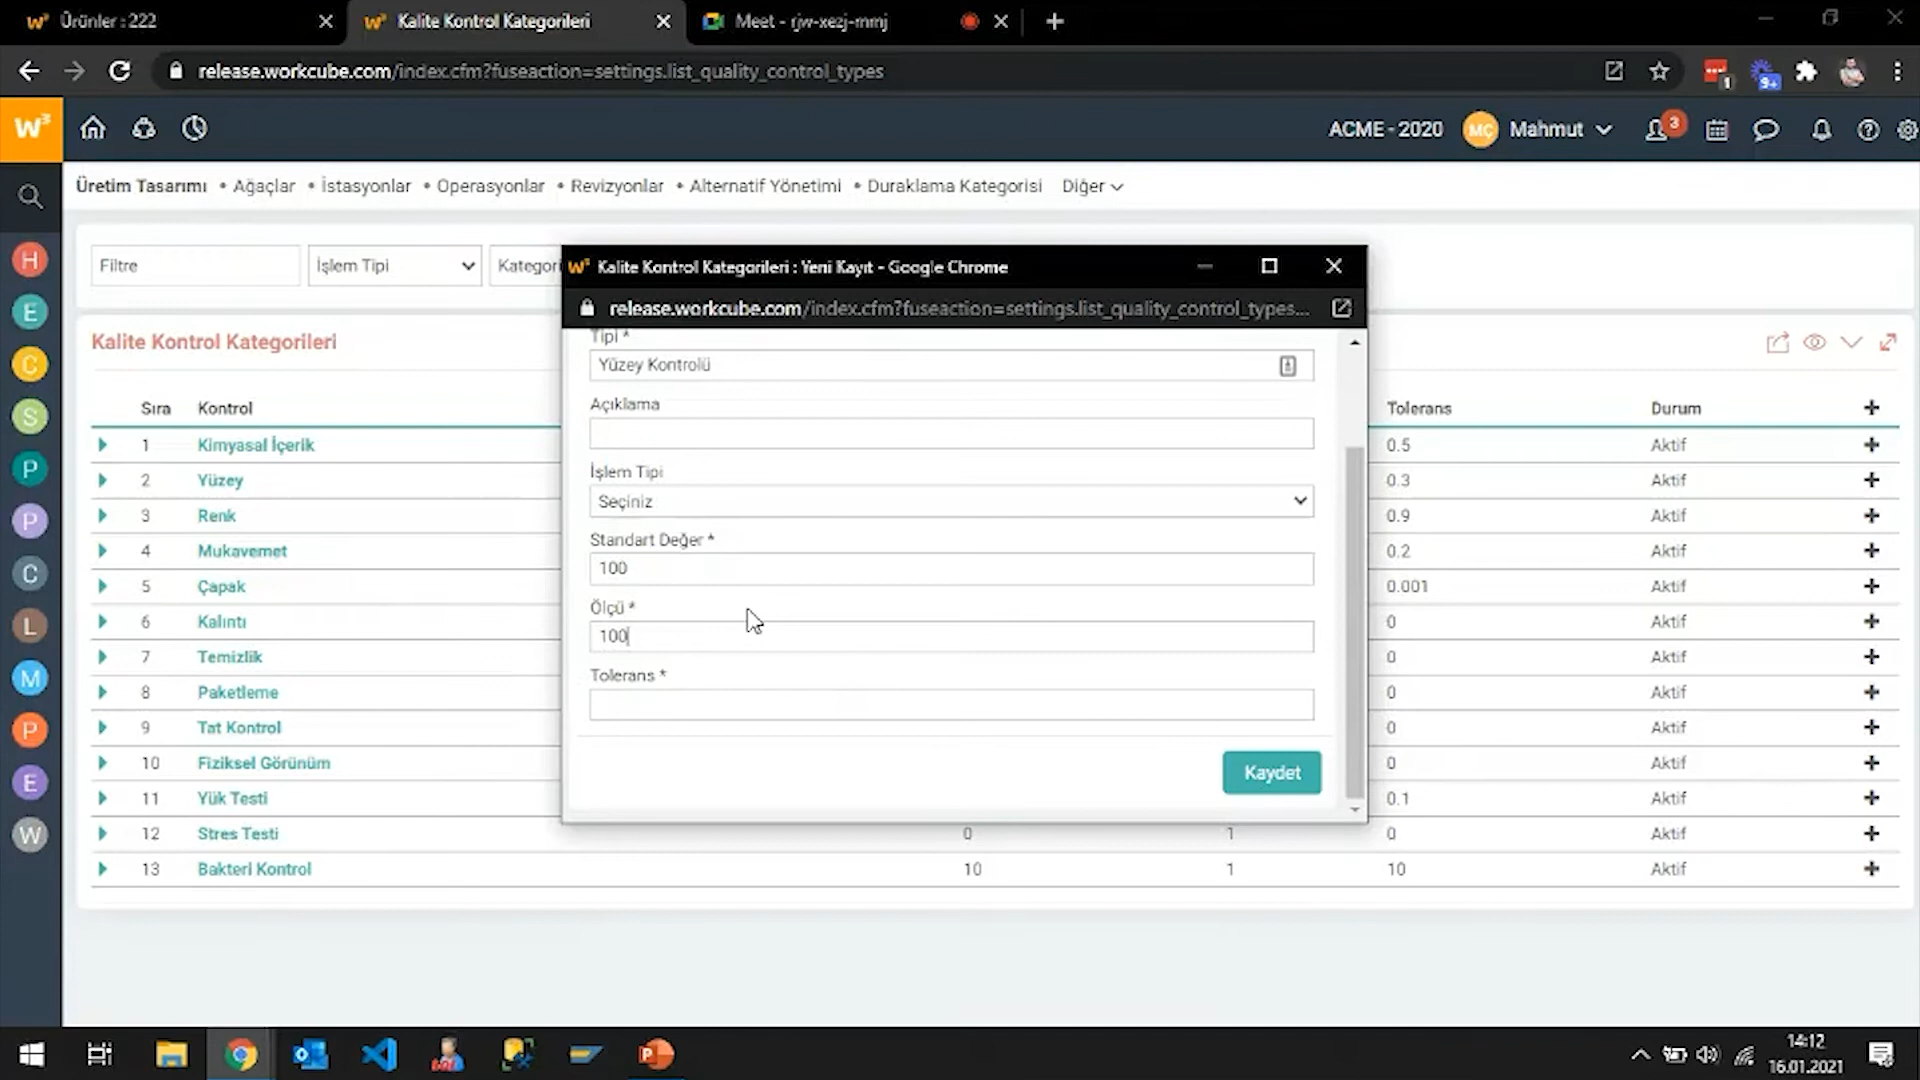 Ürünler : 222
Kalite Kontrol Kategorileri
Meet - rjw-xezj-mmj
release.workcube.com/index.cfm?fuseaction=settings.list_quality_control_types
W³
ACME - 2020
MC
Mahmut
3
Üretim Tasarımı • Ağaçlar • İstasyonlar • Operasyonlar • Revizyonlar • Alternatif Yönetimi • Duraklama Kategorisi Diğer
Filtre
İşlem Tipi
Kategori
Kalite Kontrol Kategorileri : Yeni Kayıt - Google Chrome
release.workcube.com/index.cfm?fuseaction=settings.list_quality_control_types...
Tipi *
Yüzey Kontrolü
Açıklama
İşlem Tipi
Seçiniz
Standart Değer *
100
Ölçü *
100
Tolerans *
Kaydet
Kalite Kontrol Kategorileri
Sıra Kontrol Tolerans Durum
1 Kimyasal İçerik 0.5 Aktif
2 Yüzey 0.3 Aktif
3 Renk 0.9 Aktif
4 Mukavemet 0.2 Aktif
5 Çapak 0.001 Aktif
6 Kalıntı 0 Aktif
7 Temizlik 0 Aktif
8 Paketleme 0 Aktif
9 Tat Kontrol 0 Aktif
10 Fiziksel Görünüm 0 Aktif
11 Yük Testi 0.1 Aktif
12 Stres Testi 0 1 0 Aktif
13 Bakteri Kontrol 10 1 10 Aktif
H
E
C
S
P
P
C
L
M
P
E
W
1
9+
14:12
16.01.2021